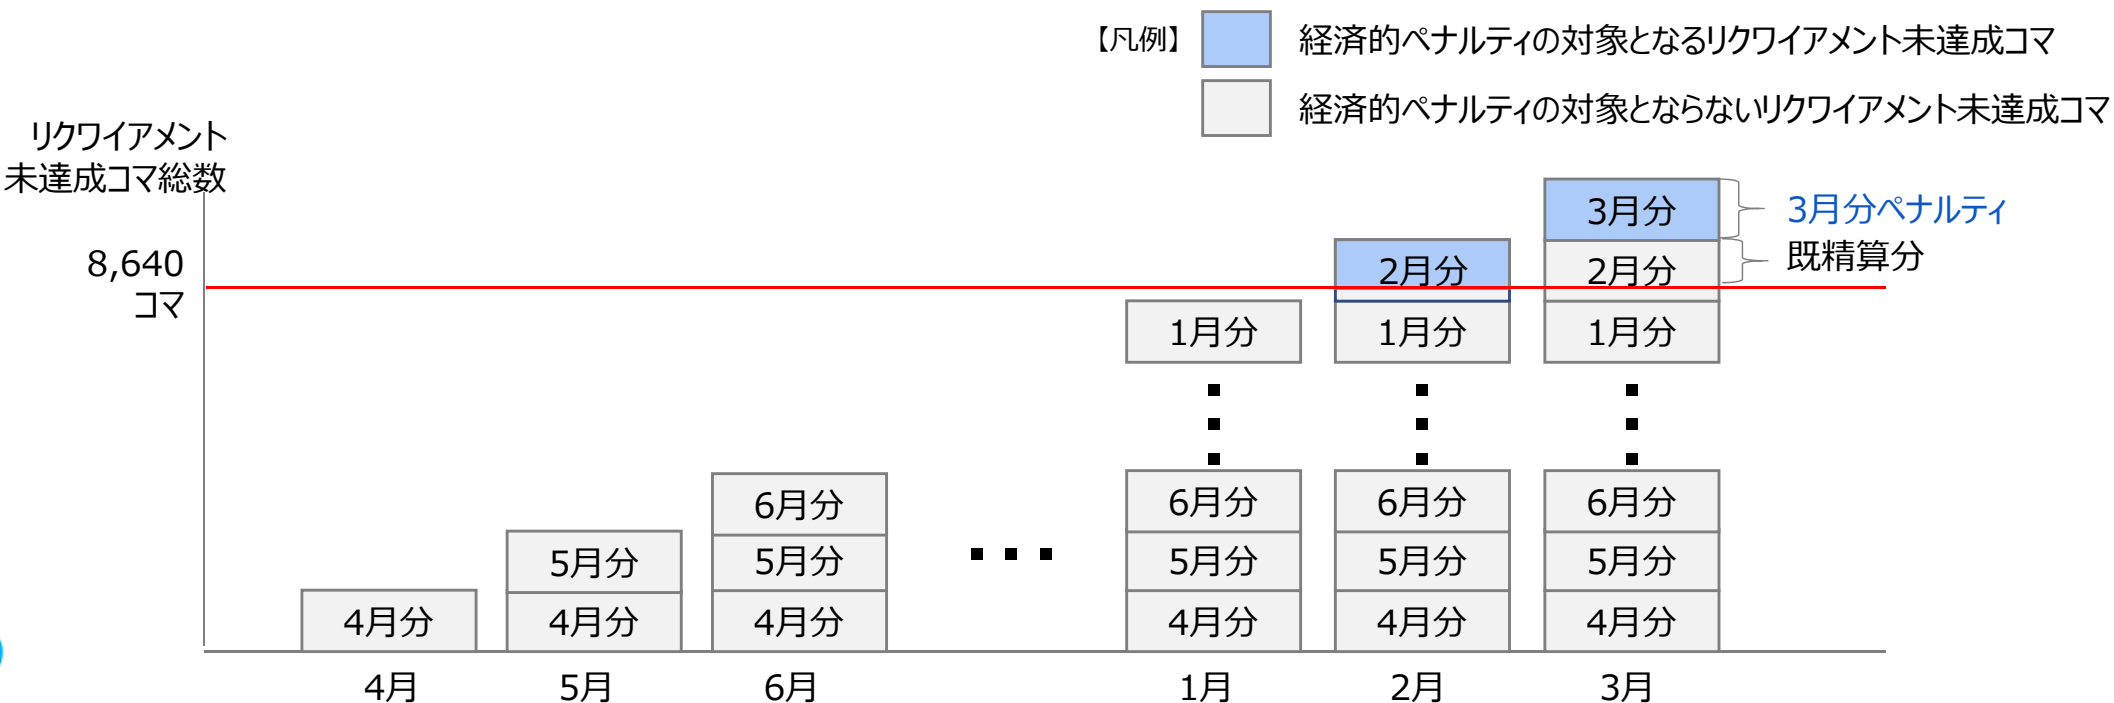 【凡例】
経済的ペナルティの対象となるリクワイアメント未達成コマ
経済的ペナルティの対象とならないリクワイアメント未達成コマ
リクワイアメント
未達成コマ総数
8,640
コマ
3月分
3月分ペナルティ
2月分
2月分
既精算分
1月分
1月分
1月分
6月分
6月分
6月分
6月分
5月分
5月分
5月分
5月分
5月分
4月分
4月分
4月分
4月分
4月分
4月分
4月
5月
6月
1月
2月
3月